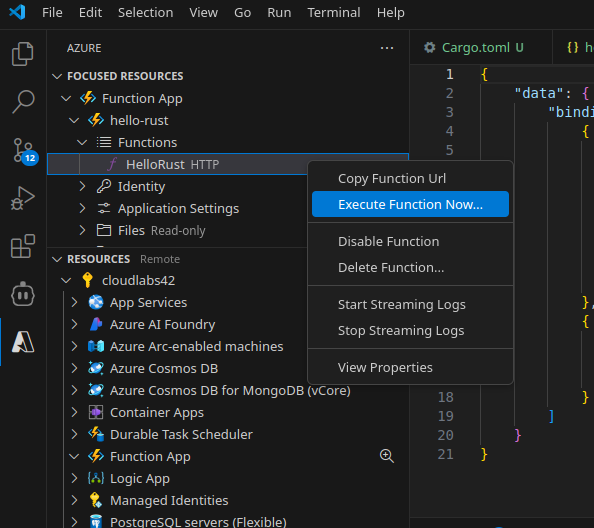 File Edit Selection View Go Run Terminal Help
AZURE
Cargo.toml U
FOCUSED RESOURCES
Function App
hello-rust
Functions
HelloRust HTTP
Identity
Application Settings
Files Read-only
Copy Function Url
Execute Function Now...
Disable Function
Delete Function...
Start Streaming Logs
Stop Streaming Logs
View Properties
12
RESOURCES Remote
cloudlabs42
App Services
Azure AI Foundry
Azure Arc-enabled machines
Azure Cosmos DB
Azure Cosmos DB for MongoDB (vCore)
Container Apps
Durable Task Scheduler
Function App
Logic App
Managed Identities
PostgreSQL servers (Flexible)
1 {
2 "data": {
3 "bindi
4 {
5
},
{
18 }
19 ]
20 }
21 }